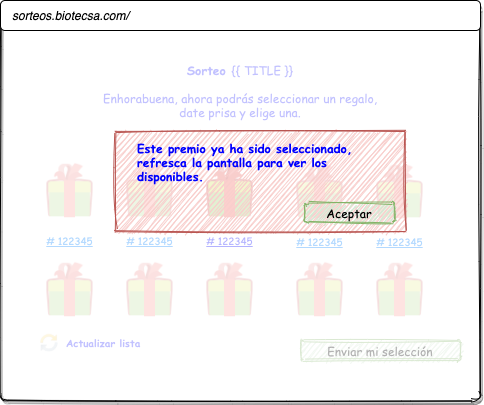 sorteos.biotecsa.com/
Sorteo {{ TITLE }}
Enhorabuena, ahora podrás seleccionar un regalo,
date prisa y elige una.
Este premio ya ha sido seleccionado,
refresca la pantalla para ver los
disponibles.
Aceptar
# 122345 # 122345 # 122345 # 122345 # 122345
Actualizar lista
Enviar mi selección